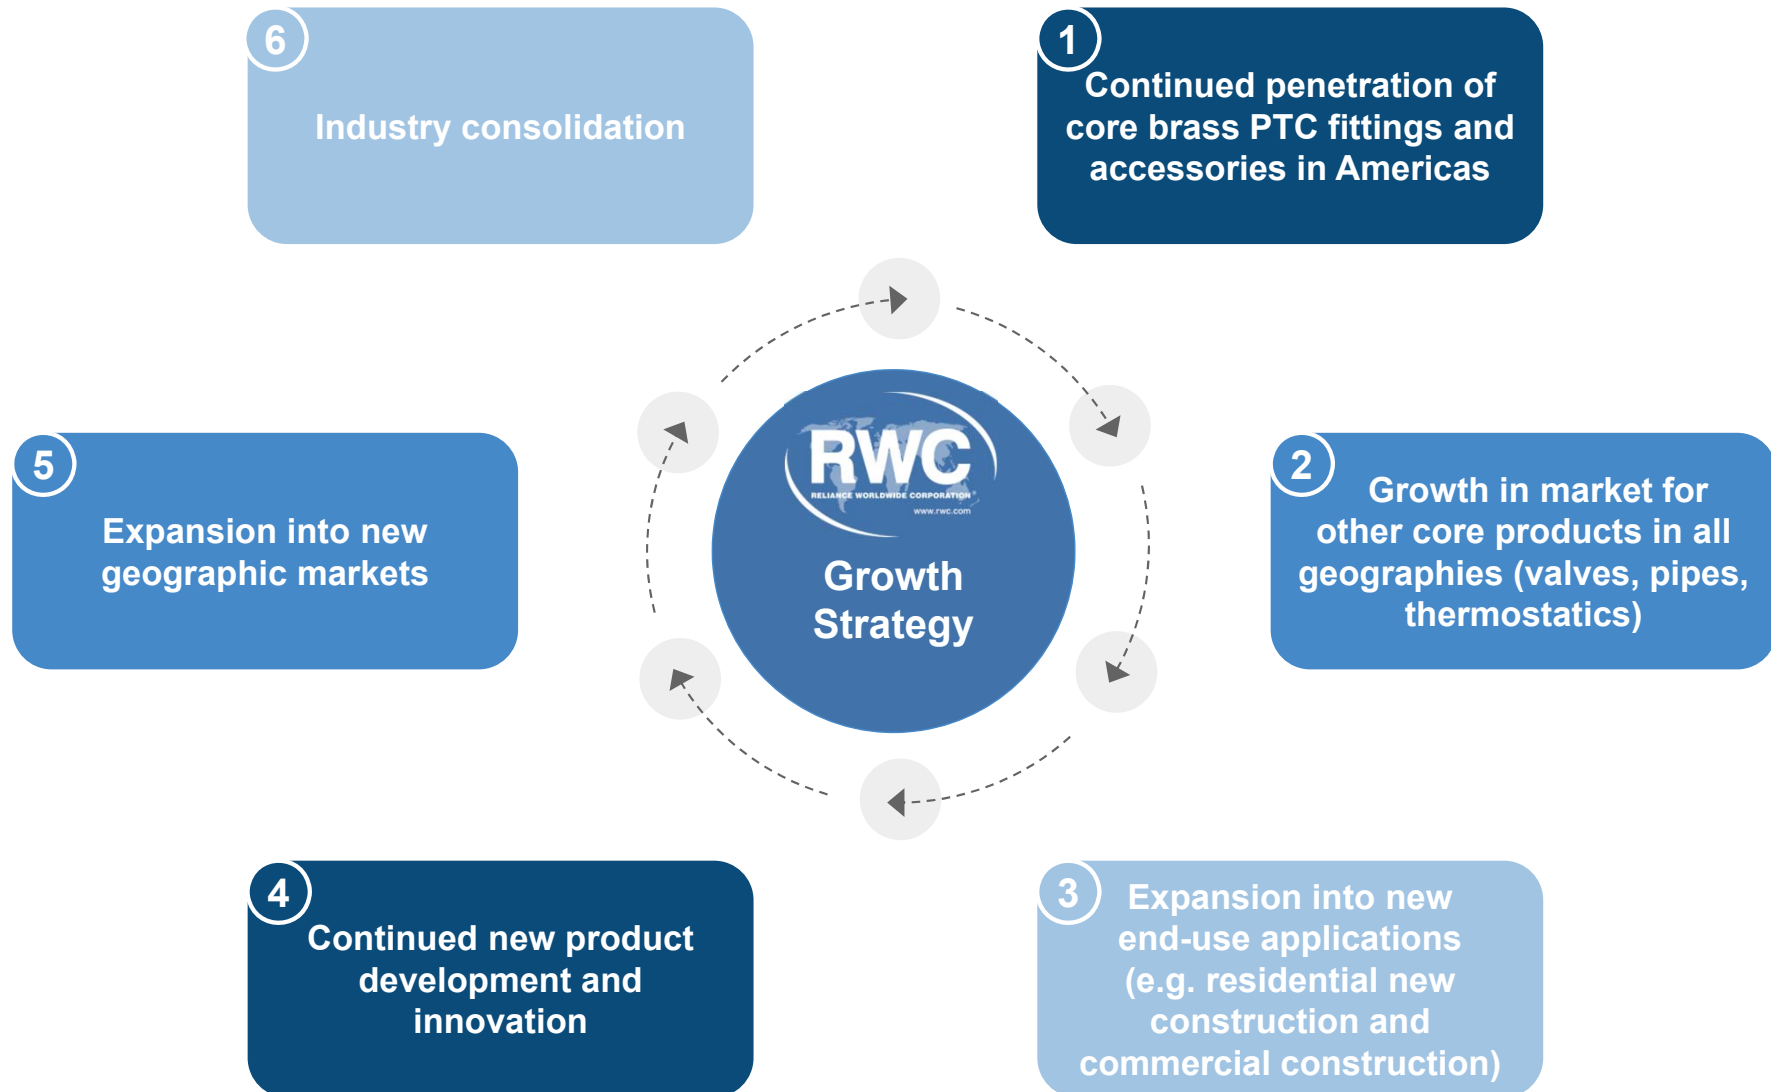 6
Industry consolidation
1
Continued penetration of
core brass PTC fittings and
accessories in Americas
5
Expansion into new
geographic markets
RWC
RELIANCE WORLDWIDE CORPORATION
www.rwc.com
Growth
Strategy
2
Growth in market for
other core products in all
geographies (valves, pipes,
thermostatics)
4
Continued new product
development and
innovation
3
Expansion into new
end-use applications
(e.g. residential new
construction and
commercial construction)